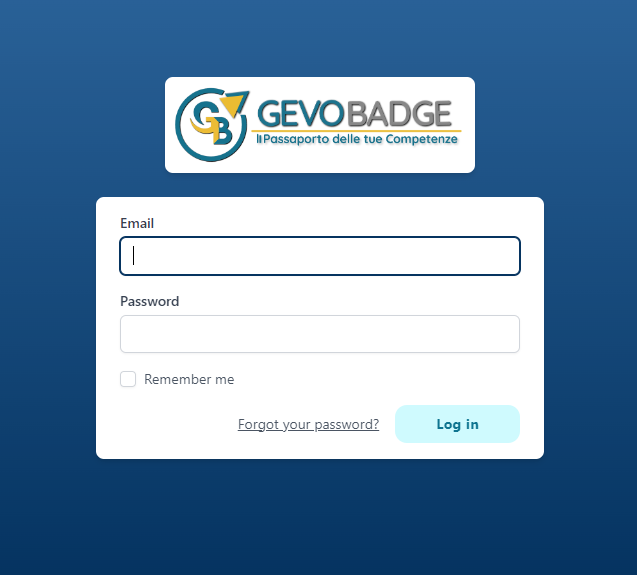 GB
GEVOBADGE
Il Passaporto delle tue Competenze
Email
Password
Remember me
Forgot your password?
Log in